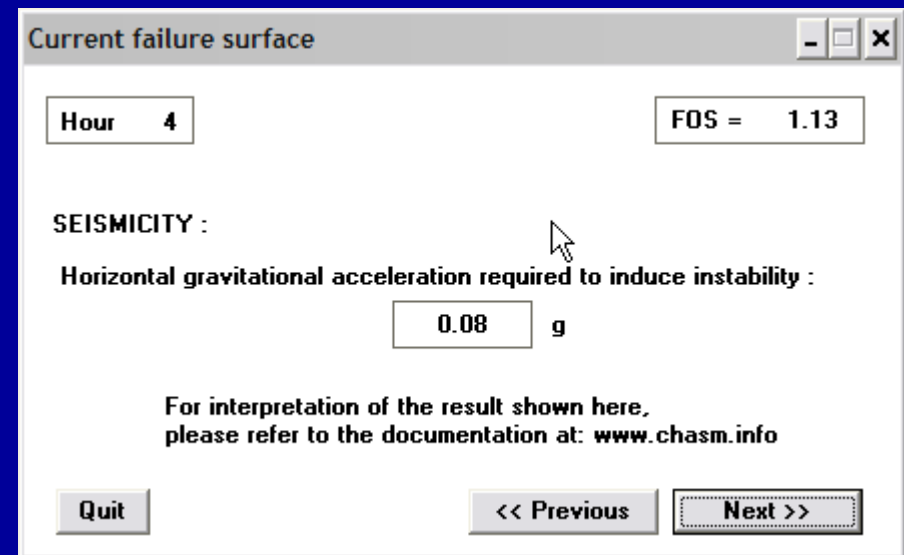 Current failure surface
Hour 4
FOS = 1.13
SEISMICITY :
Horizontal gravitational acceleration required to induce instability :
0.08 g
For interpretation of the result shown here,
please refer to the documentation at: www.chasm.info
Quit
<< Previous
Next >>